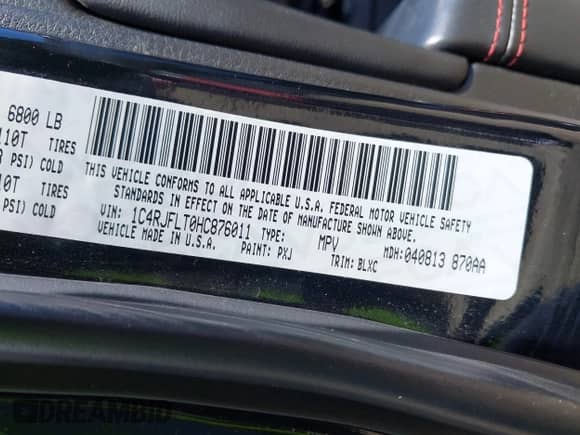 6800 LB
110T TIRES
PSI) COLD
10T TIRES
PSI) COLD
THIS VEHICLE CONFORMS TO ALL APPLICABLE U.S.A. FEDERAL MOTOR VEHICLE SAFETY
STANDARDS IN EFFECT ON THE DATE OF MANUFACTURE SHOWN ABOVE.
VIN: 1C4RJFLT0HC876011 TYPE: MPV MDH:040813 870AA
VEHICLE MADE IN U.S.A. PAINT: PXJ TRIM: BLXC
DREAMBID